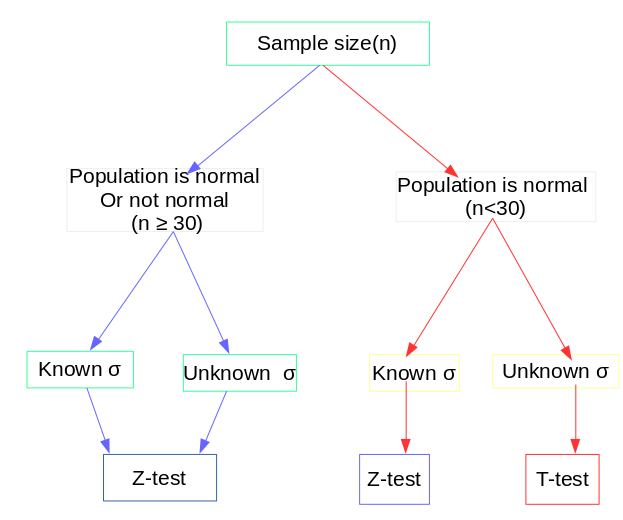 Sample size(n)
Population is normal
Or not normal
(n ≥ 30)
Population is normal
(n<30)
Known σ
Unknown  σ
Known σ
Unknown σ
Z-test
Z-test
T-test